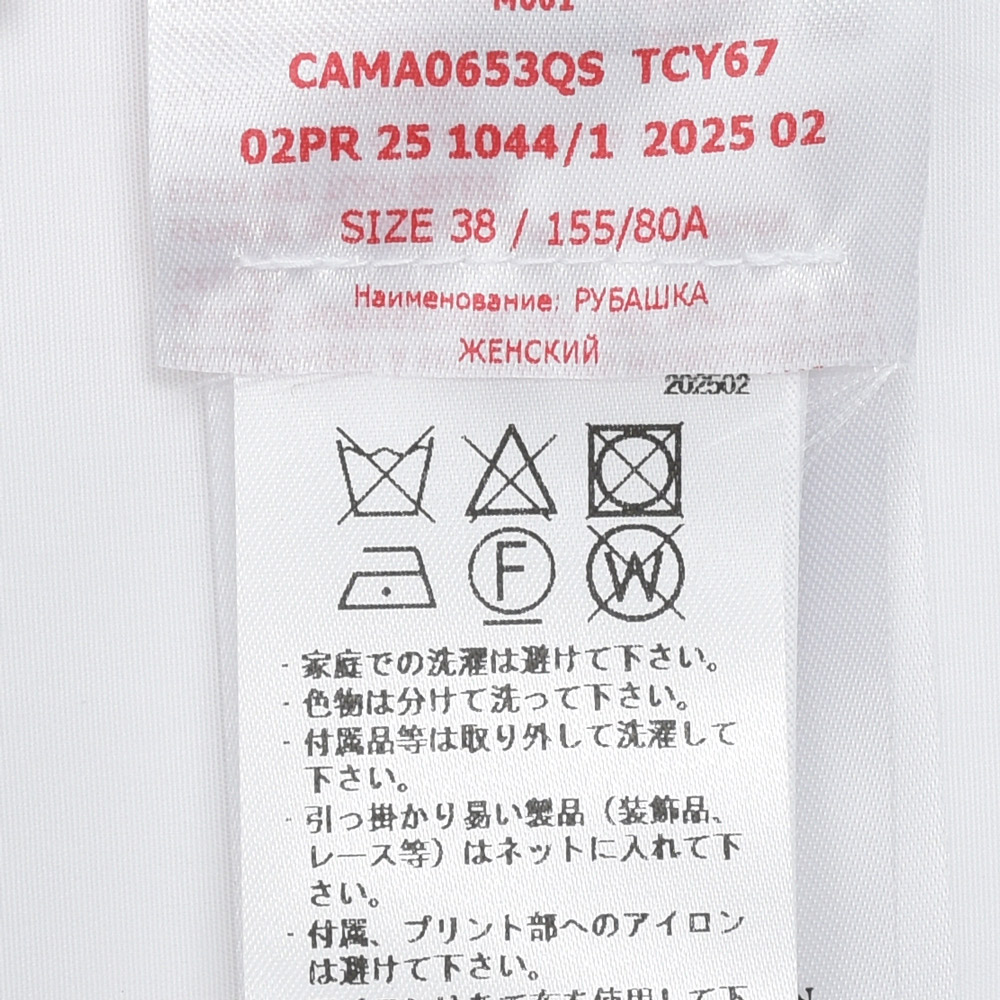 M001
CAMA0653QS TCY67
02PR 25 1044/1 2025 02
SIZE 38 / 155/80A
Наименование: РУБАШКА
ЖЕНСКИЙ
202502
F
W
・家庭での洗濯は避けて下さい。
・色物は分けて洗って下さい。
・付属品等は取り外して洗濯して
下さい。
・引っ掛かり易い製品（装飾品、
レース等）はネットに入れて下
さい。
・付属、プリント部へのアイロン
は避けて下さい。